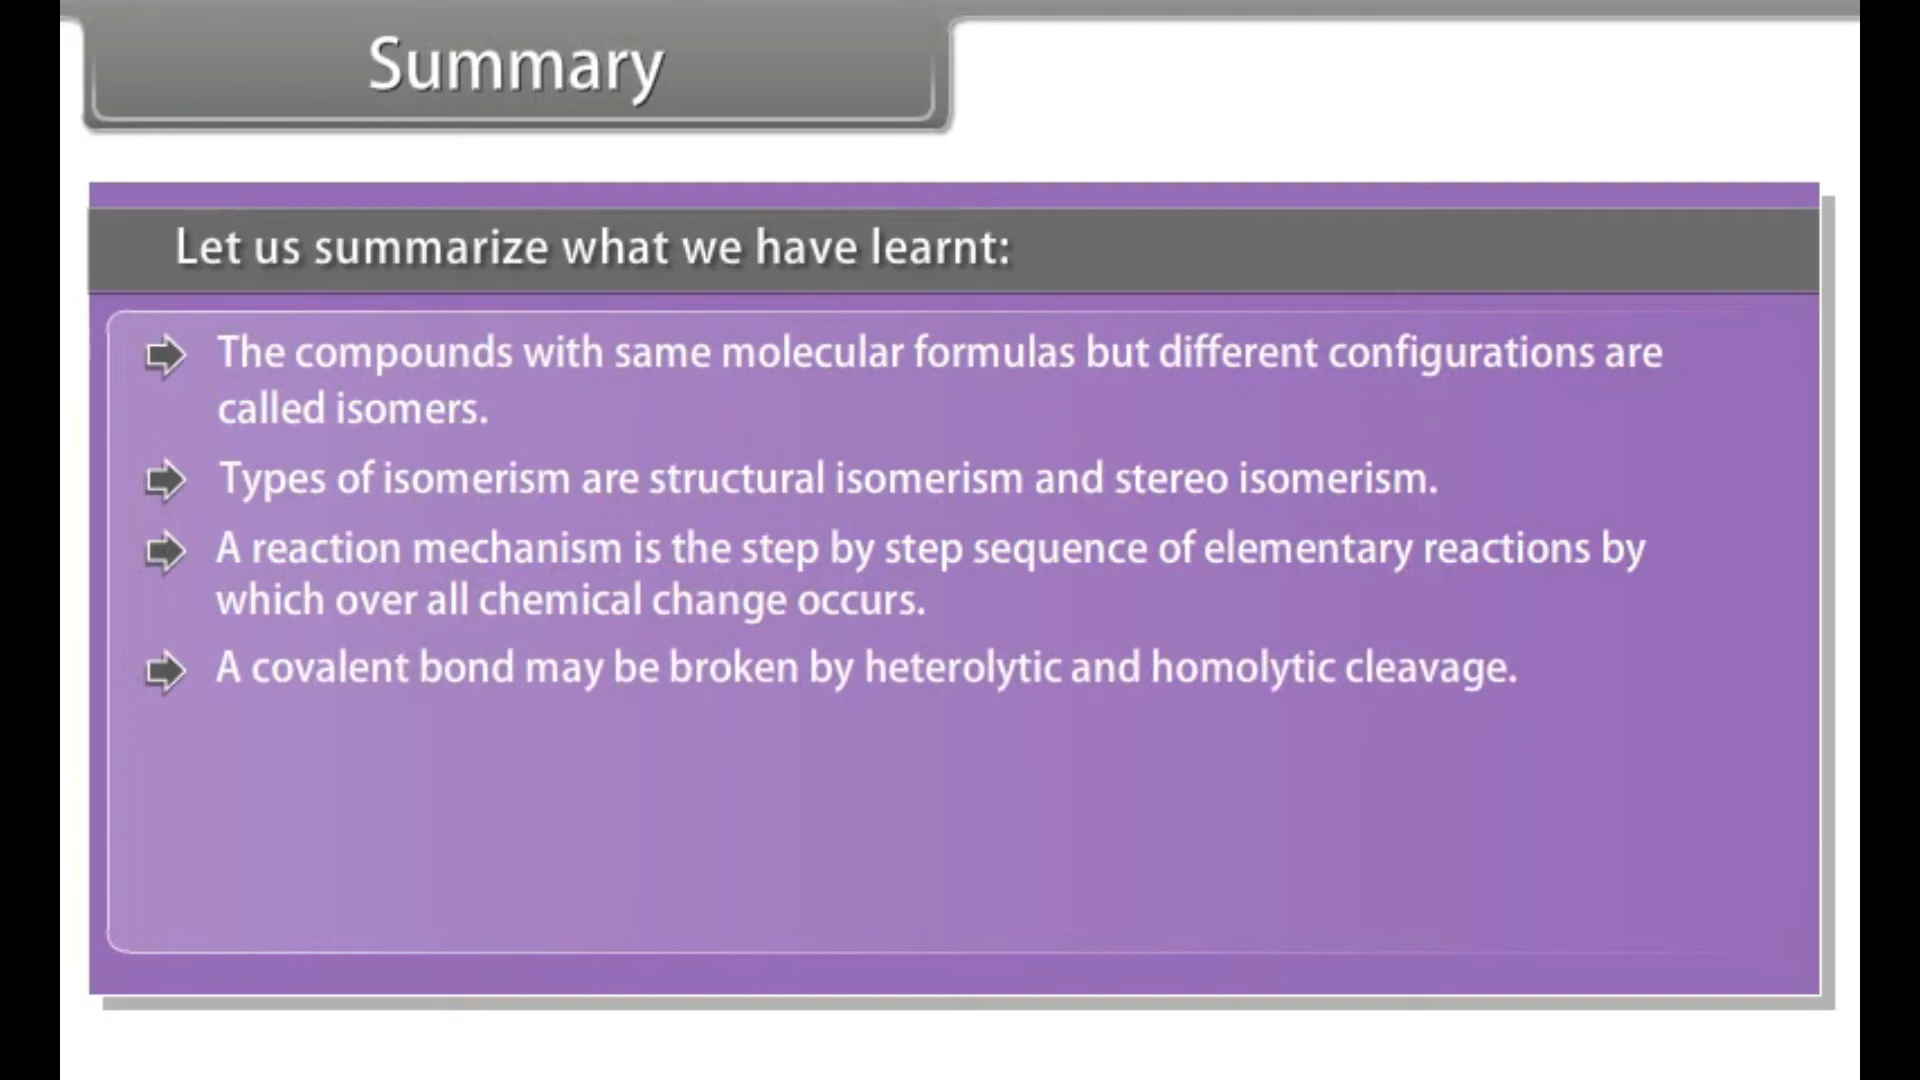 Summary
Let us summarize what we have learnt:
The compounds with same molecular formulas but different configurations are
called isomers.
Types of isomerism are structural isomerism and stereo isomerism.
A reaction mechanism is the step by step sequence of elementary reactions by
which over all chemical change occurs.
A covalent bond may be broken by heterolytic and homolytic cleavage.